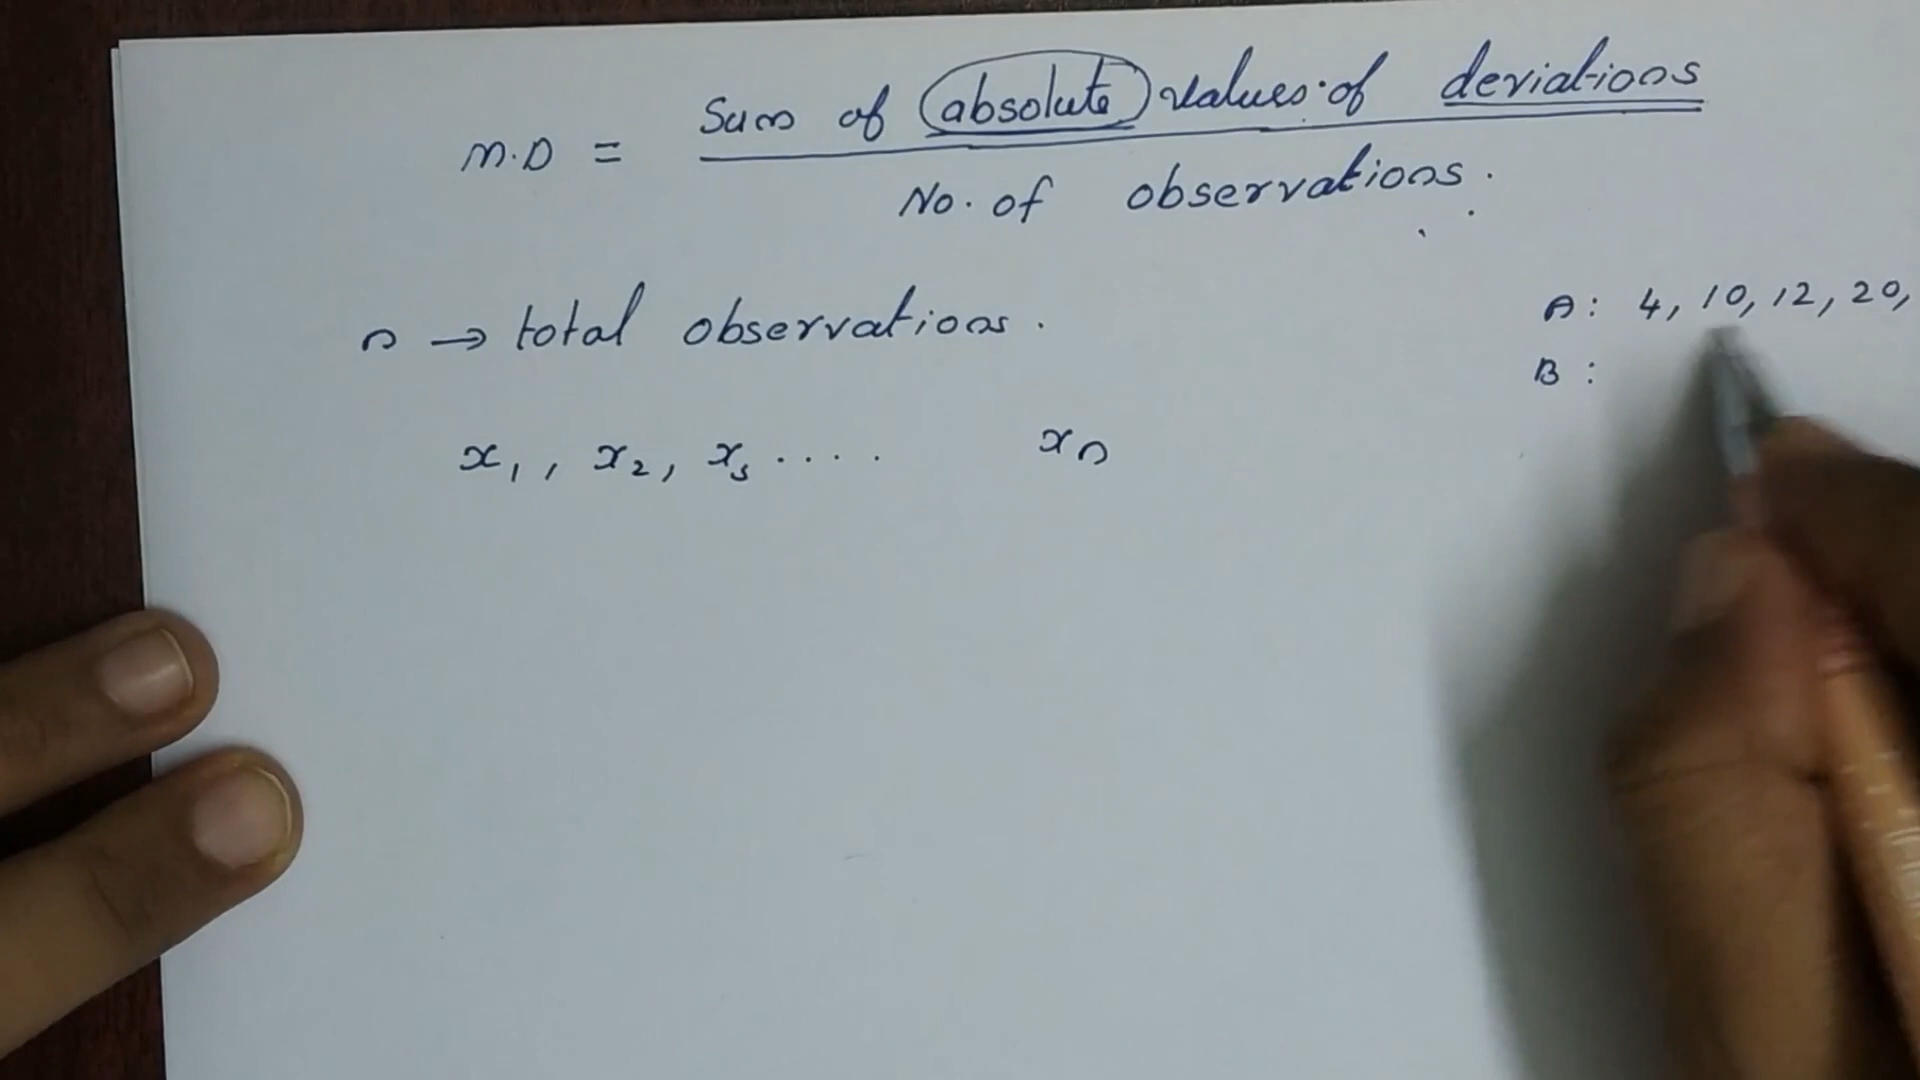 M.D = Sum of absolute values of deviations
No. of observations.
n → total observations.
A: 4, 10, 12, 20,
B :
x1, x2, x3 .... xn